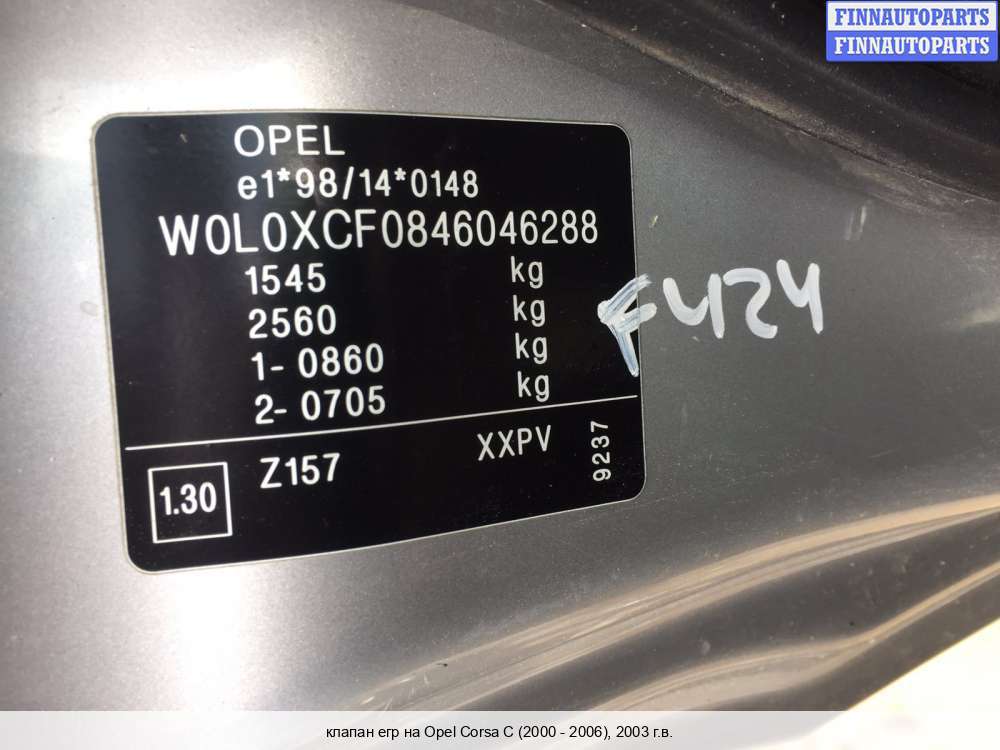 FINNAUTOPARTS
FINNAUTOPARTS
OPEL
e1*98/14*0148
W0L0XCF0846046288
1545 kg
2560 kg
1- 0860 kg
2- 0705 kg
F424
1.30 Z157 XXPV 9237
клапан егр на Opel Corsa C (2000 - 2006), 2003 г.в.